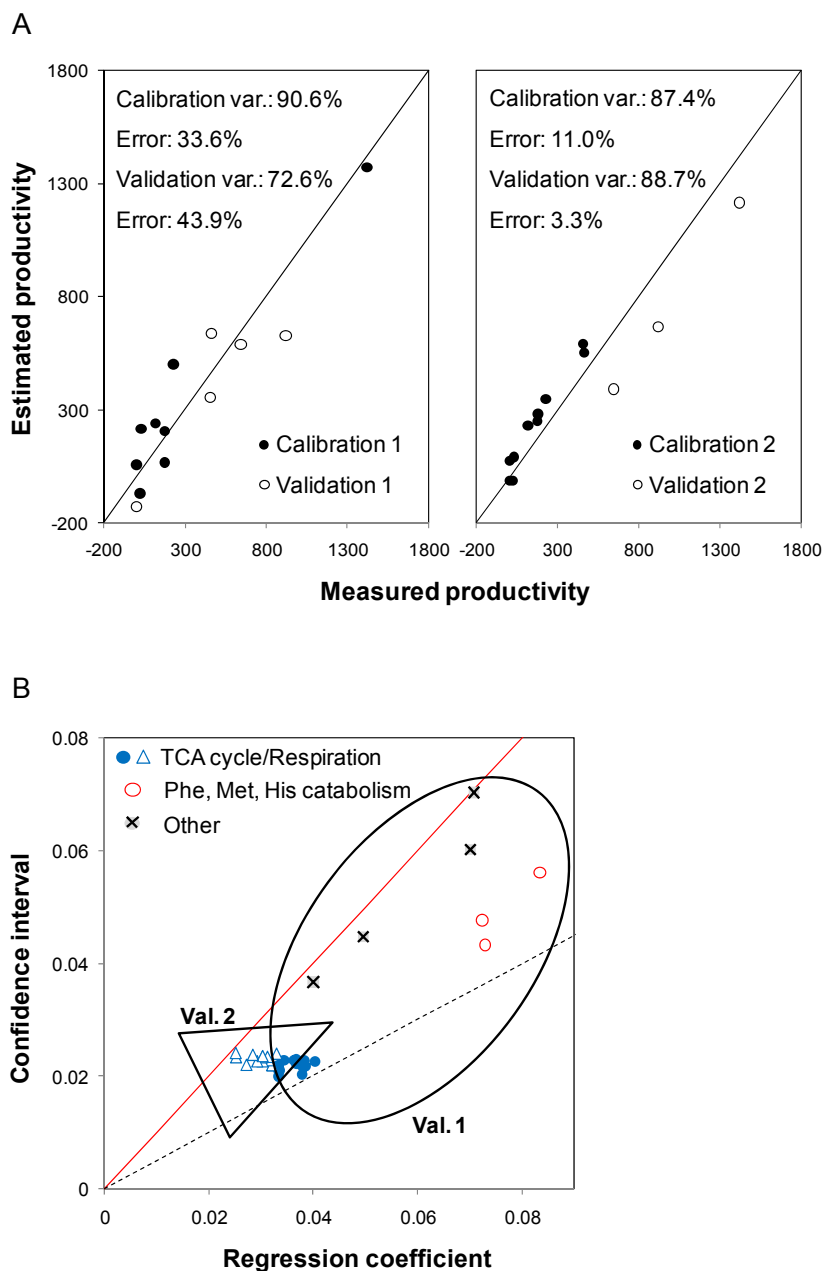 A
Estimated productivity
1800
1300
800
300
-200
Calibration var.: 90.6%
Error: 33.6%
Validation var.: 72.6%
Error: 43.9%
Calibration 1
Validation 1
-200 300 800 1300 1800
Calibration var.: 87.4%
Error: 11.0%
Validation var.: 88.7%
Error: 3.3%
Calibration 2
Validation 2
-200 300 800 1300 1800
Measured productivity
B
Confidence interval
0.08
0.06
0.04
0.02
0
TCA cycle/Respiration
Phe, Met, His catabolism
Other
Val. 2
Val. 1
0 0.02 0.04 0.06 0.08
Regression coefficient